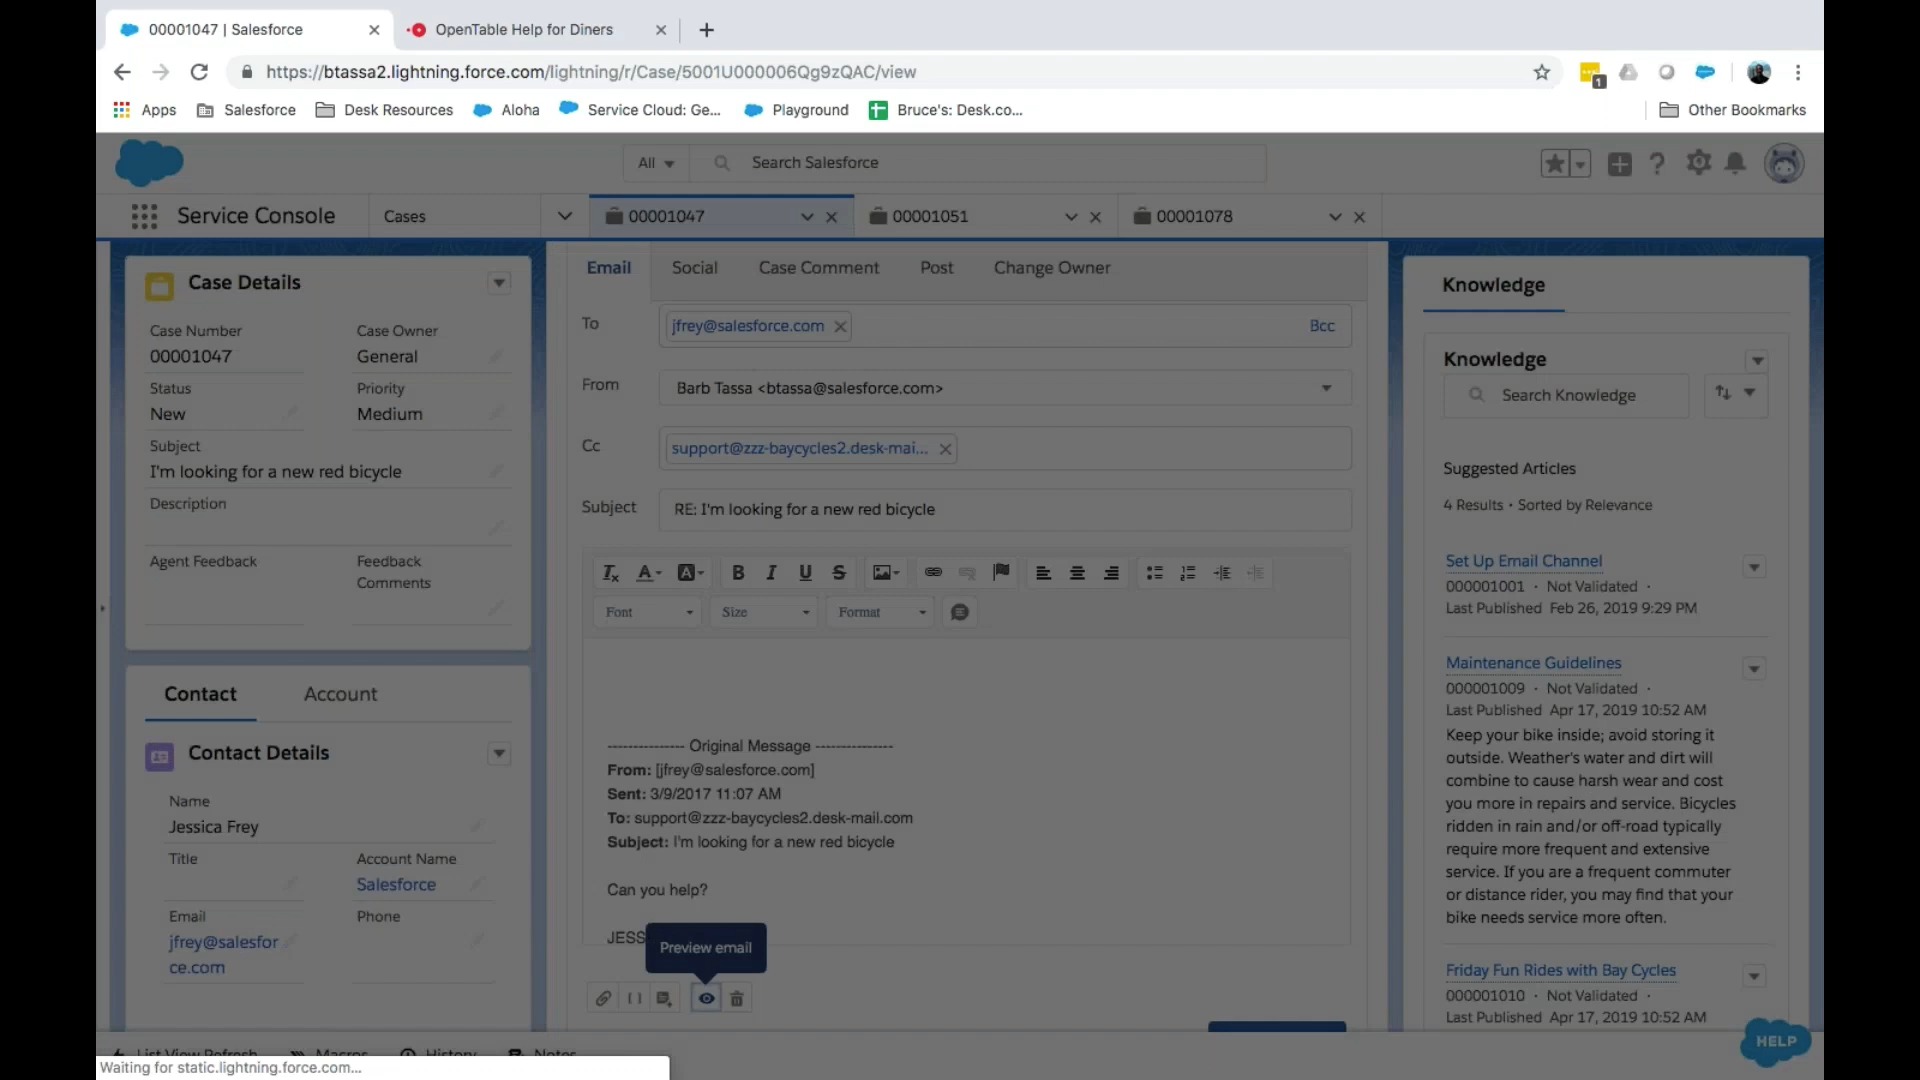 00001047 | Salesforce
OpenTable Help for Diners
https://btassa2.lightning.force.com/lightning/r/Case/5001U000006Qg9zQAC/view
1
Apps
Salesforce
Desk Resources
Aloha
Service Cloud: Ge...
Playground
Bruce's: Desk.co...
Other Bookmarks
All
Search Salesforce
Service Console
Cases
00001047
00001051
00001078
Case Details
Case Number
Case Owner
00001047
General
Status
Priority
New
Medium
Subject
I'm looking for a new red bicycle
Description
Agent Feedback
Feedback
Comments
Contact
Account
Contact Details
Name
Jessica Frey
Title
Account Name
Salesforce
Email
Phone
jfrey@salesfor
ce.com
Email
Social
Case Comment
Post
Change Owner
To
jfrey@salesforce.com
Bcc
From
Barb Tassa <btassa@salesforce.com>
Cc
support@zzz-baycycles2.desk-mai...
Subject
RE: I'm looking for a new red bicycle
Font
Size
Format
--------------- Original Message ---------------
From: [jfrey@salesforce.com]
Sent: 3/9/2017 11:07 AM
To: support@zzz-baycycles2.desk-mail.com
Subject: I'm looking for a new red bicycle
Can you help?
JESS
Preview email
Knowledge
Knowledge
Search Knowledge
Suggested Articles
4 Results • Sorted by Relevance
Set Up Email Channel
000001001 · Not Validated ·
Last Published Feb 26, 2019 9:29 PM
Maintenance Guidelines
000001009 · Not Validated ·
Last Published Apr 17, 2019 10:52 AM
Keep your bike inside; avoid storing it
outside. Weather's water and dirt will
combine to cause harsh wear and cost
you more in repairs and service. Bicycles
ridden in rain and/or off-road typically
require more frequent and extensive
service. If you are a frequent commuter
or distance rider, you may find that your
bike needs service more often.
Friday Fun Rides with Bay Cycles
000001010 · Not Validated ·
Last Published Apr 17, 2019 10:52 AM
HELP
List View Refresh
Macros
History
Notes
Waiting for static.lightning.force.com...